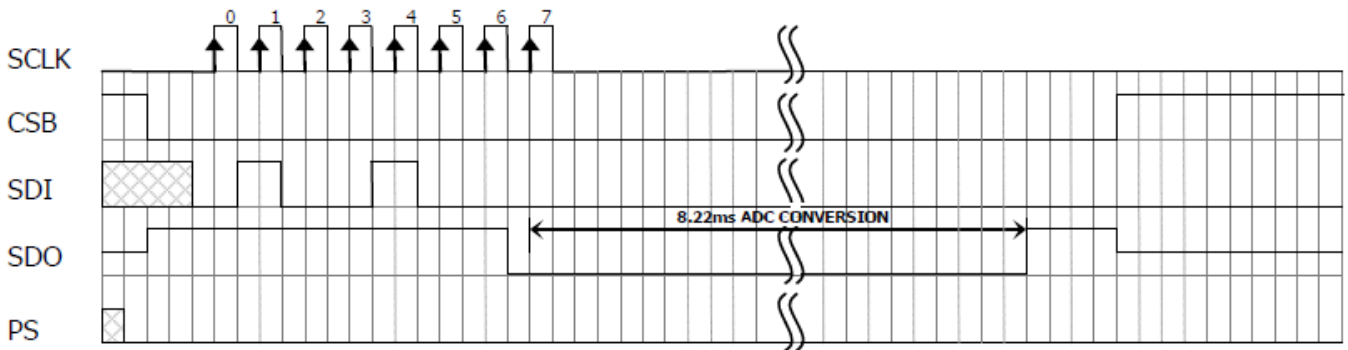 0 1 2 3 4 5 6 7
SCLK
CSB
SDI
8.22ms ADC CONVERSION
SDO
PS